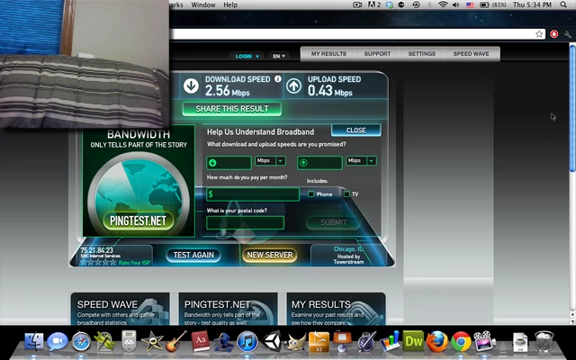 Window Help
(81%) Thu 5:34 PM
LOGIN EN MY RESULTS SUPPORT SETTINGS SPEED WAVE
DOWNLOAD SPEED
2.56 Mbps
UPLOAD SPEED
0.43 Mbps
SHARE THIS RESULT
BANDWIDTH
ONLY TELLS PART OF THE STORY
PINGTEST.NET
Help Us Understand Broadband
CLOSE
What download and upload speeds are you promised?
Mbps Mbps
How much do you pay per month?
Includes:
$ Phone TV
What is your postal code?
SUBMIT
75.21.84.23
SBC Internet Services
Rate Your ISP
TEST AGAIN
NEW SERVER
Chicago, IL
Hosted by
Towerstream
SPEED WAVE
Compete with others and gather
broadband statistics
PINGTEST.NET
Bandwidth only tells part of the
story - test quality as well
MY RESULTS
Examine your past results and
see how they compare
Dw